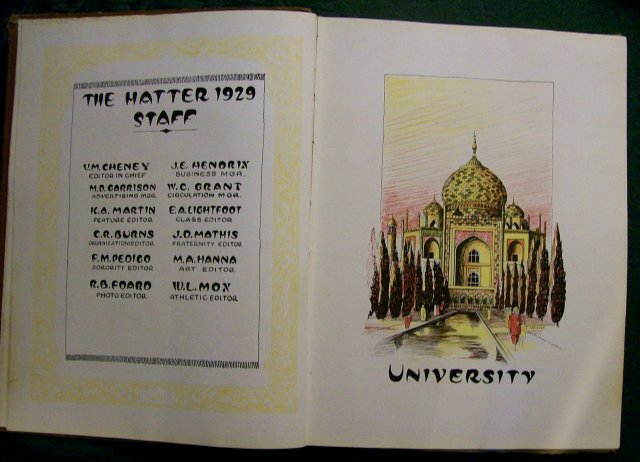 THE HATTER 1929
STAFF
V.M. CHENEY
EDITOR IN CHIEF
J.E. HENDRIX
BUSINESS MGR.
M.D. GARRISON
ADVERTISING MGR.
W.C. GRANT
CIRCULATION MGR.
K.A. MARTIN
FEATURE EDITOR
E.A. LIGHTFOOT
CLASS EDITOR
C.R. BURNS
ORGANIZATION EDITOR
J.D. MATHIS
FRATERNITY EDITOR
F.M. PEDIGO
SORORITY EDITOR
M.A. HANNA
ART EDITOR
R.B. FOARD
PHOTO EDITOR
W.L. MOX
ATHLETIC EDITOR
UNIVERSITY